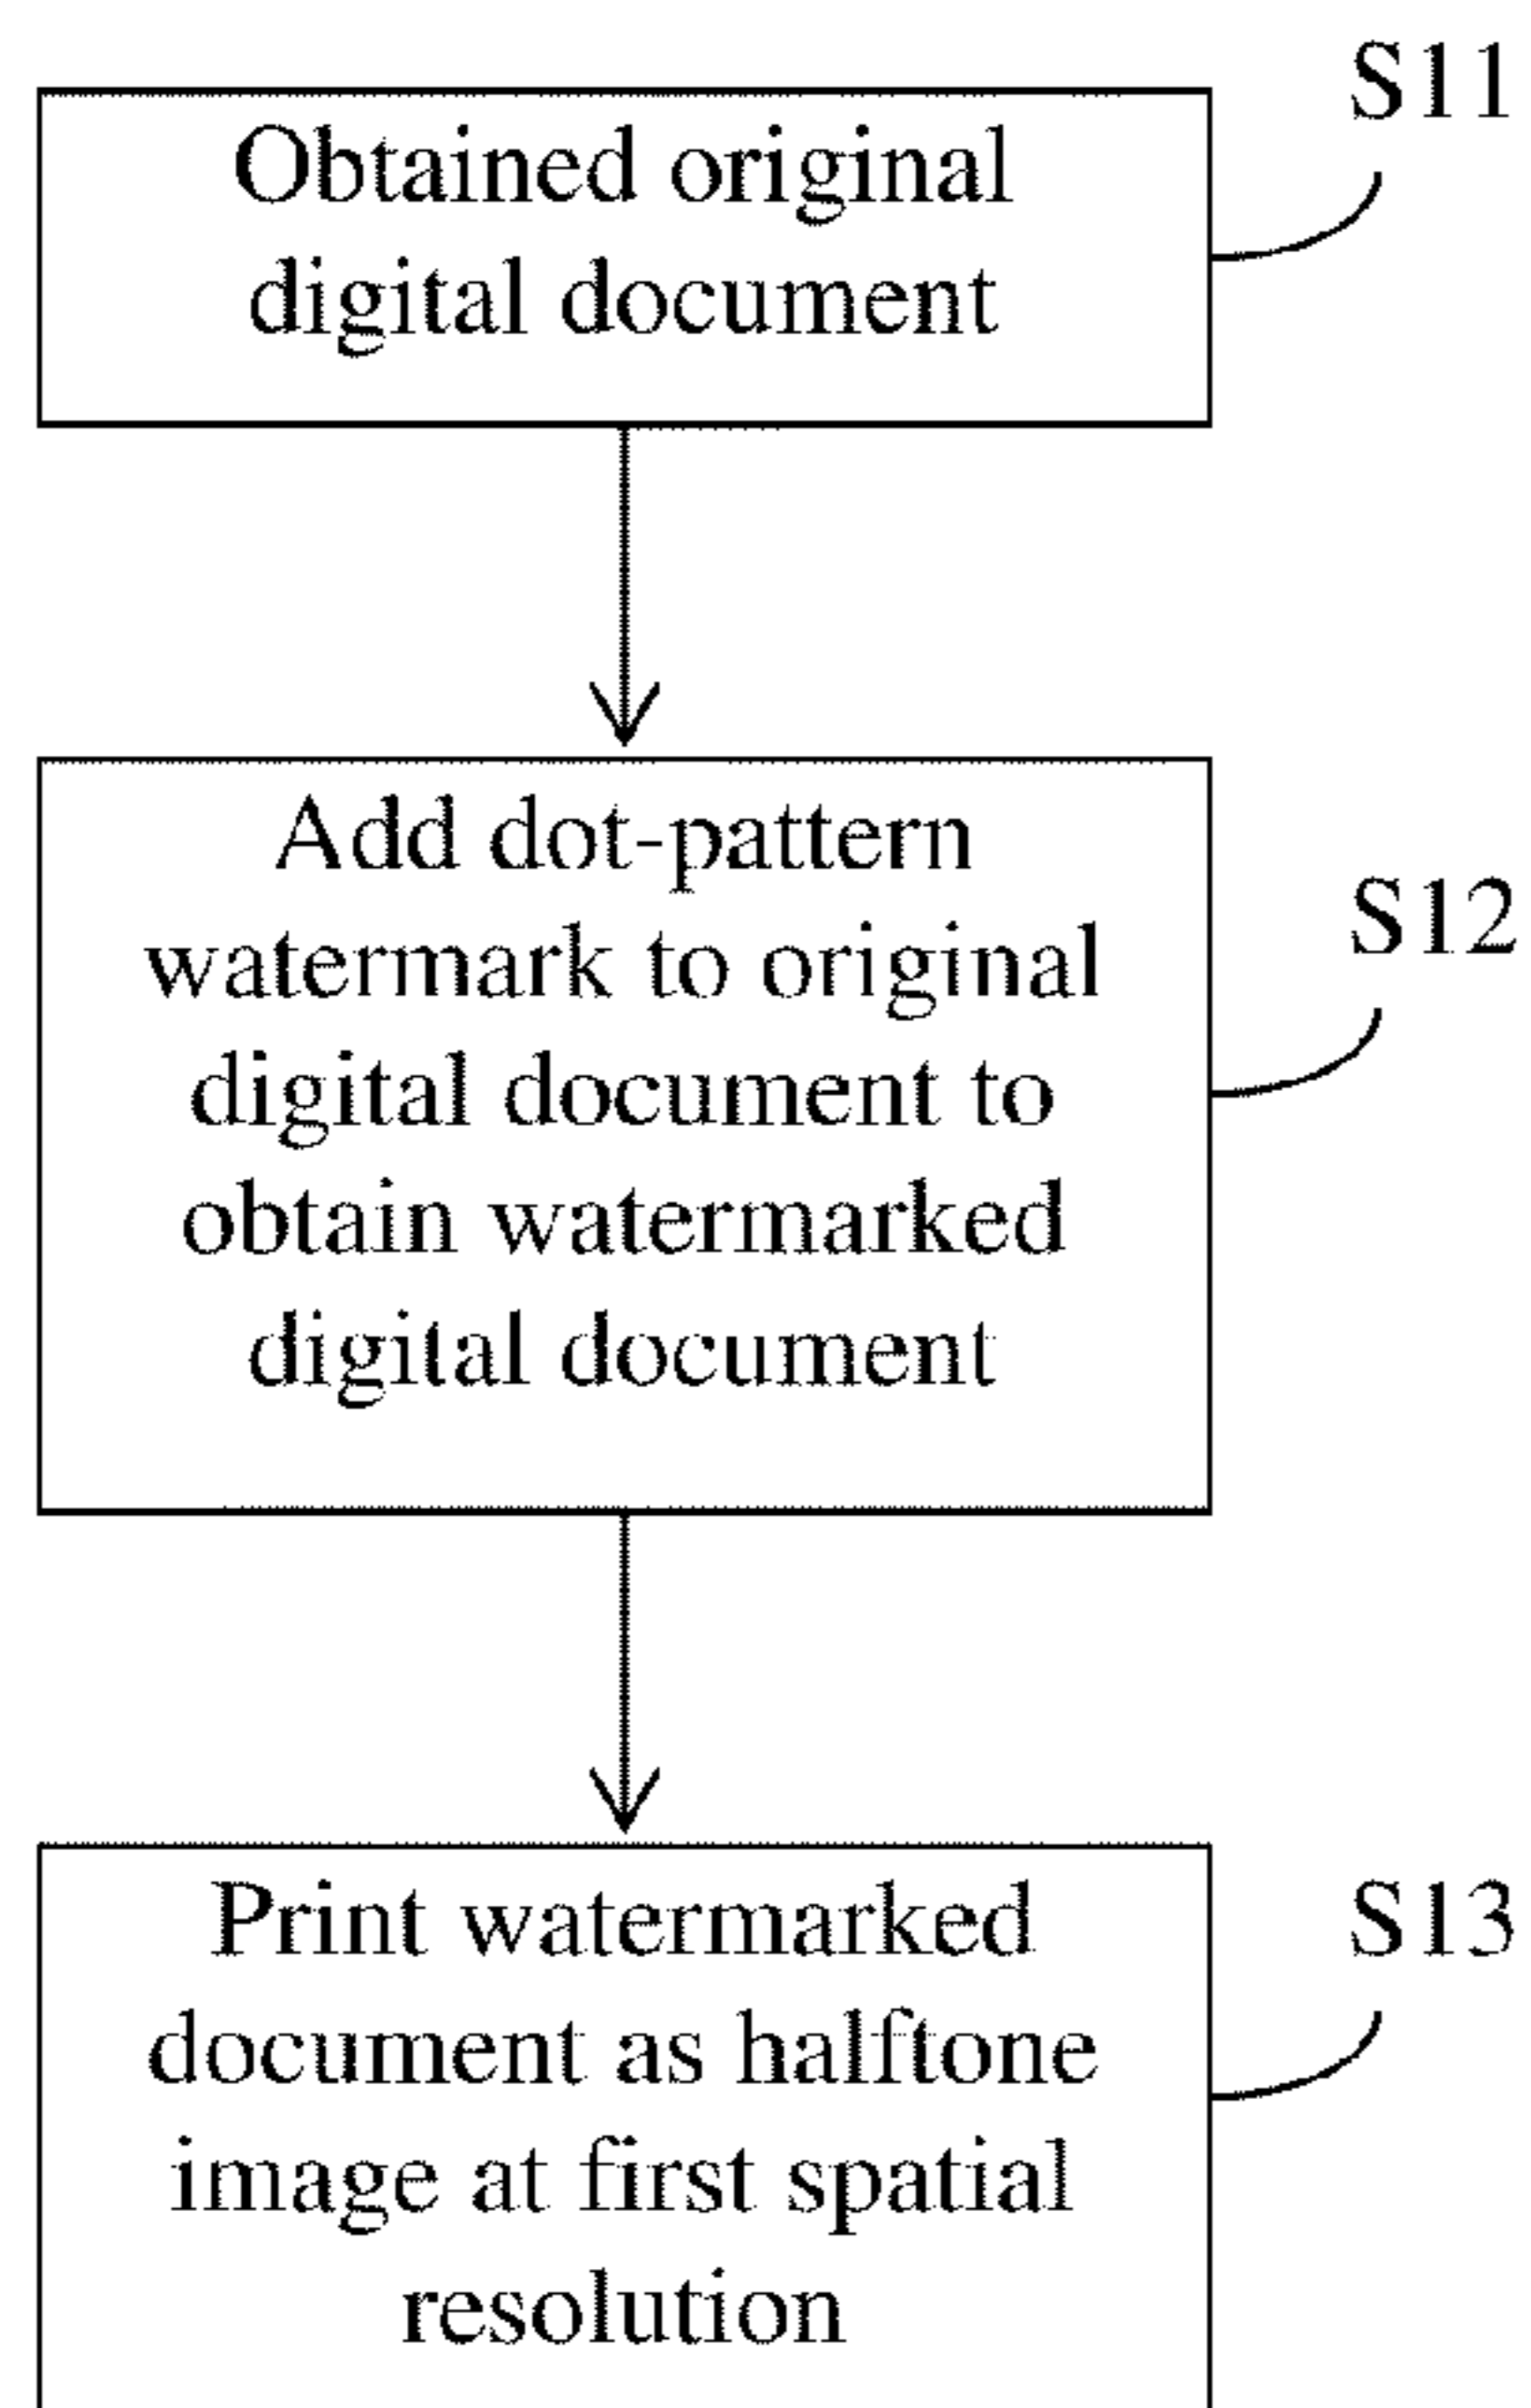 S11
Obtained original
digital document
Add dot-pattern
watermark to original
digital document to
obtain watermarked
digital document
S12
Print watermarked
document as halftone
image at first spatial
resolution
S13